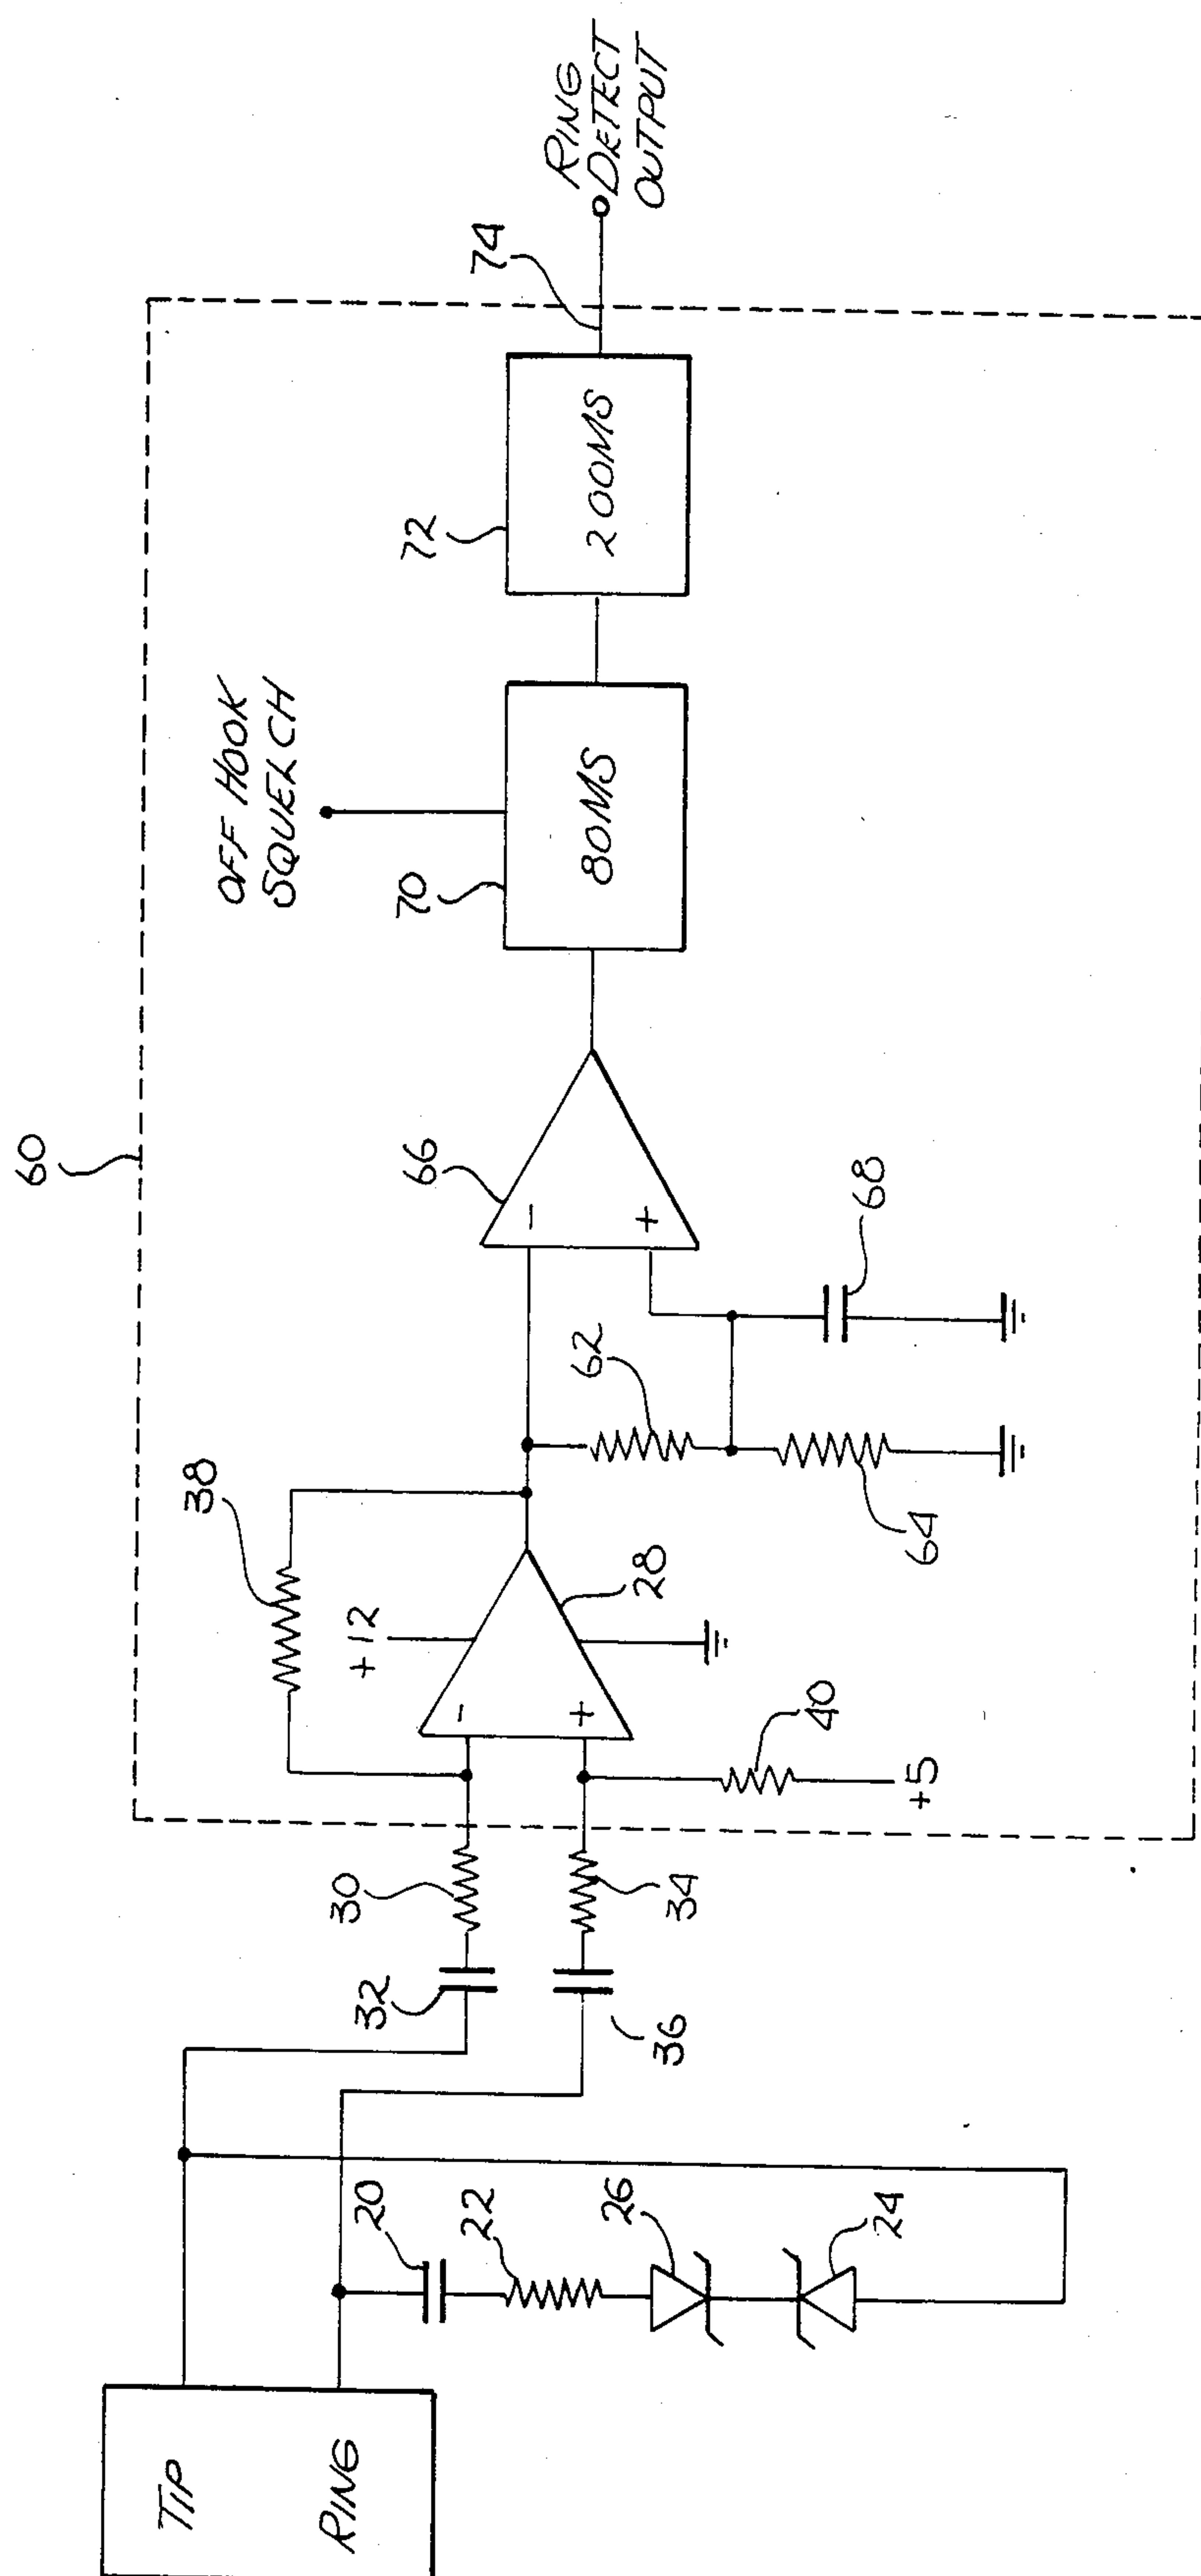 60
TIP
RING
20
22
26
24
32
30
36
34
38
+12
28
40
+5
62
64
66
68
OFF HOOK
SQUELCH
70
80MS
72
200MS
74
RING
DETECT
OUTPUT
-
+
-
+